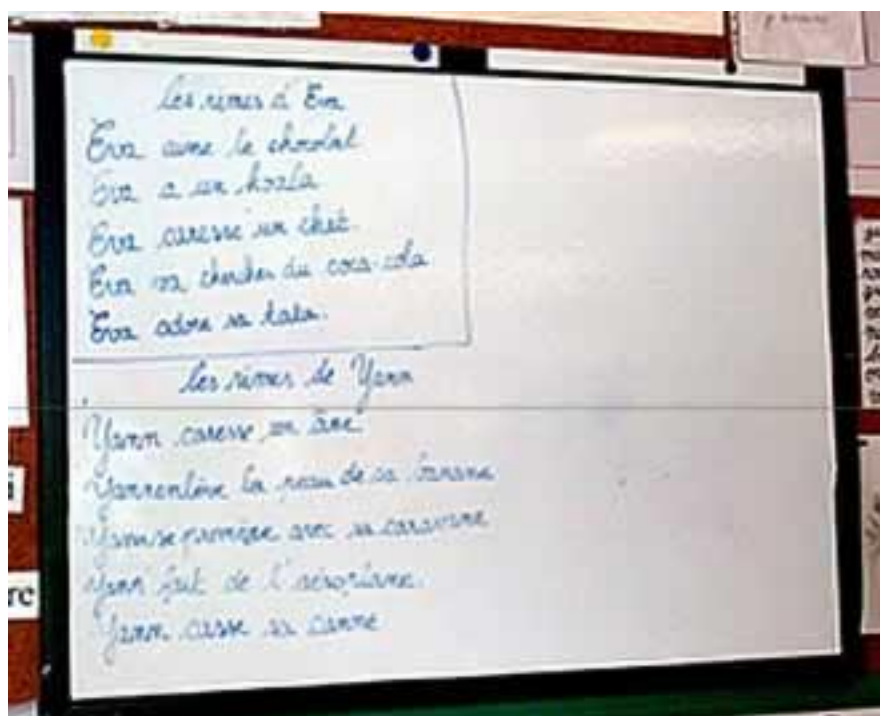 Les rimes d'Eva
Eva aime le chocolat
Eva a un koala
Eva caresse un chat.
Eva va chercher du coca-cola
Eva adore sa tata.
Les rimes de Yann
Yann caresse un âne
Yann enlève la peau de sa banane
Yann se promène avec sa caravane
Yann fait de l'aéroplane.
Yann casse sa canne
re